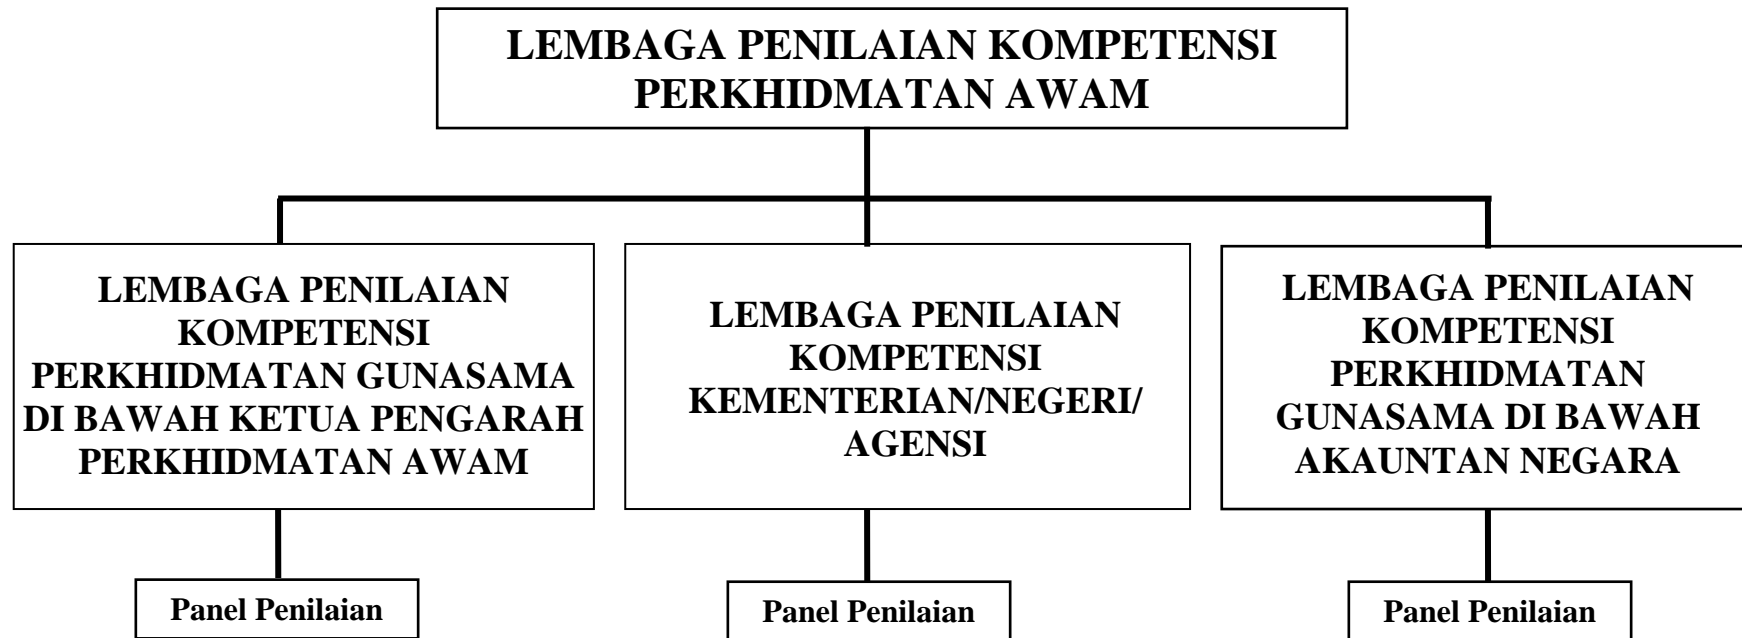 LEMBAGA PENILAIAN KOMPETENSI
PERKHIDMATAN AWAM
LEMBAGA PENILAIAN
KOMPETENSI
PERKHIDMATAN GUNASAMA
DI BAWAH KETUA PENGARAH
PERKHIDMATAN AWAM
LEMBAGA PENILAIAN
KOMPETENSI
KEMENTERIAN/NEGERI/
AGENSI
LEMBAGA PENILAIAN
KOMPETENSI
PERKHIDMATAN
GUNASAMA DI BAWAH
AKAUNTAN NEGARA
Panel Penilaian
Panel Penilaian
Panel Penilaian